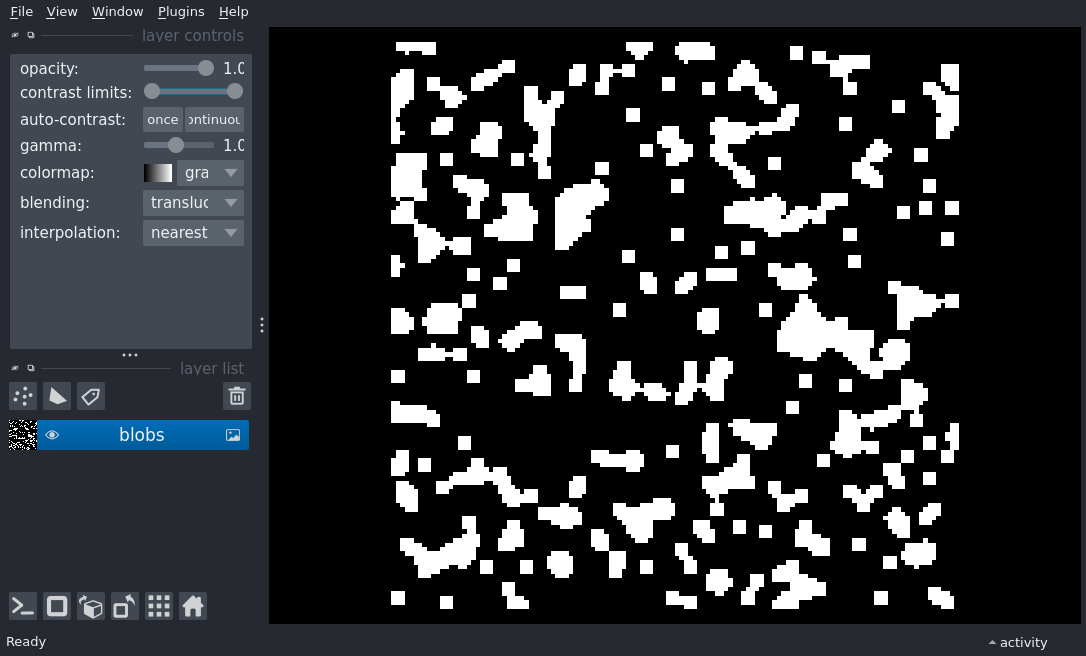 File View Window Plugins Help
layer controls
opacity: 1.0
contrast limits:
auto-contrast: once ontinuou
gamma: 1.0
colormap: gra
blending: transluc
interpolation: nearest
layer list
blobs
Ready activity